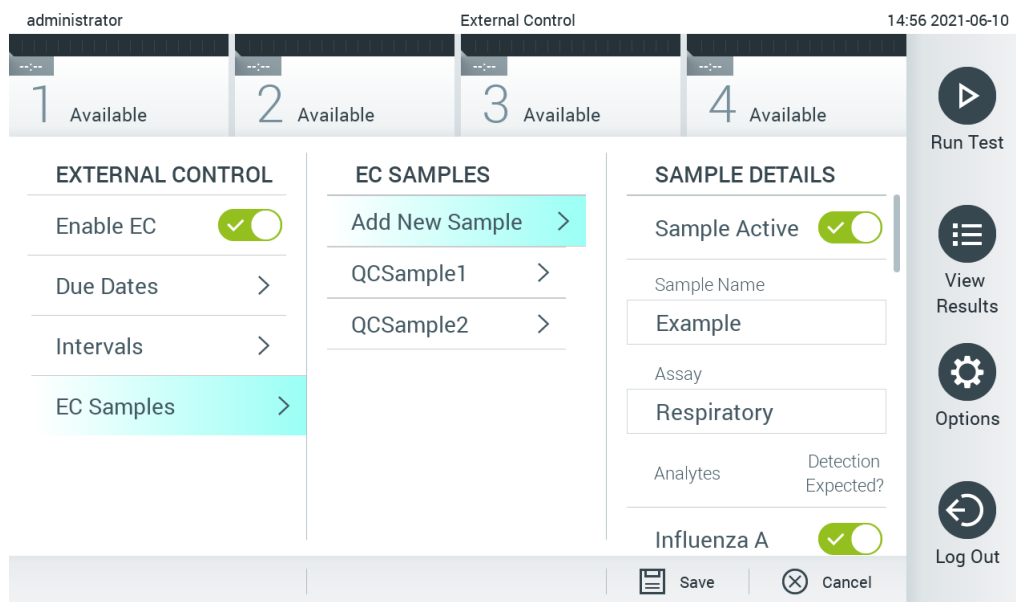 administrator
External Control
14:56 2021-06-10
--:--
1 Available
--:--
2 Available
--:--
3 Available
--:--
4 Available
EXTERNAL CONTROL
Enable EC
Due Dates
Intervals
EC Samples
EC SAMPLES
Add New Sample
QCSample1
QCSample2
SAMPLE DETAILS
Sample Active
Sample Name
Example
Assay
Respiratory
Analytes
Detection
Expected?
Influenza A
Save
Cancel
Run Test
View
Results
Options
Log Out